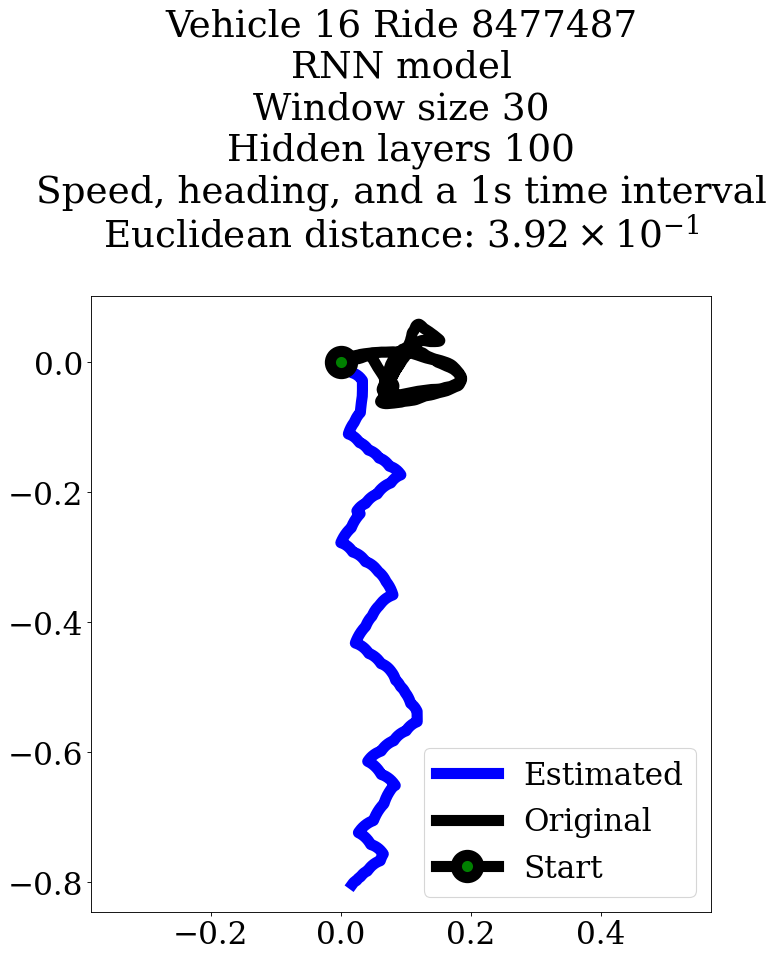 Vehicle 16 Ride 8477487
RNN model
Window size 30
Hidden layers 100
Speed, heading, and a 1s time interval
Euclidean distance: 3.92 × 10⁻¹
0.0
−0.2
−0.4
−0.6
−0.8
Estimated
Original
Start
−0.2 0.0 0.2 0.4